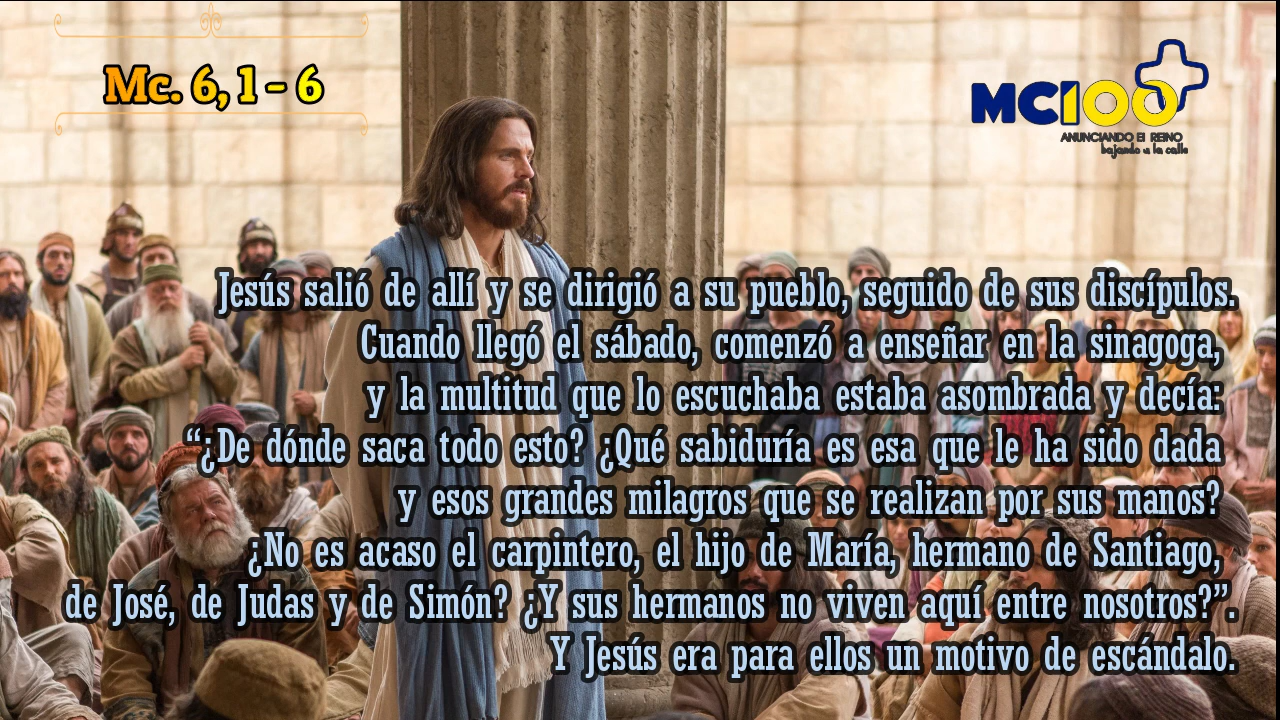 Mc. 6, 1 - 6
MC100
ANUNCIANDO El REINO
bajando a la calle
Jesús salió de allí y se dirigió a su pueblo, seguido de sus discípulos.
Cuando llegó el sábado, comenzó a enseñar en la sinagoga,
y la multitud que lo escuchaba estaba asombrada y decía:
“¿De dónde saca todo esto? ¿Qué sabiduría es esa que le ha sido dada
y esos grandes milagros que se realizan por sus manos?
¿No es acaso el carpintero, el hijo de María, hermano de Santiago,
de José, de Judas y de Simón? ¿Y sus hermanos no viven aquí entre nosotros?”.
Y Jesús era para ellos un motivo de escándalo.